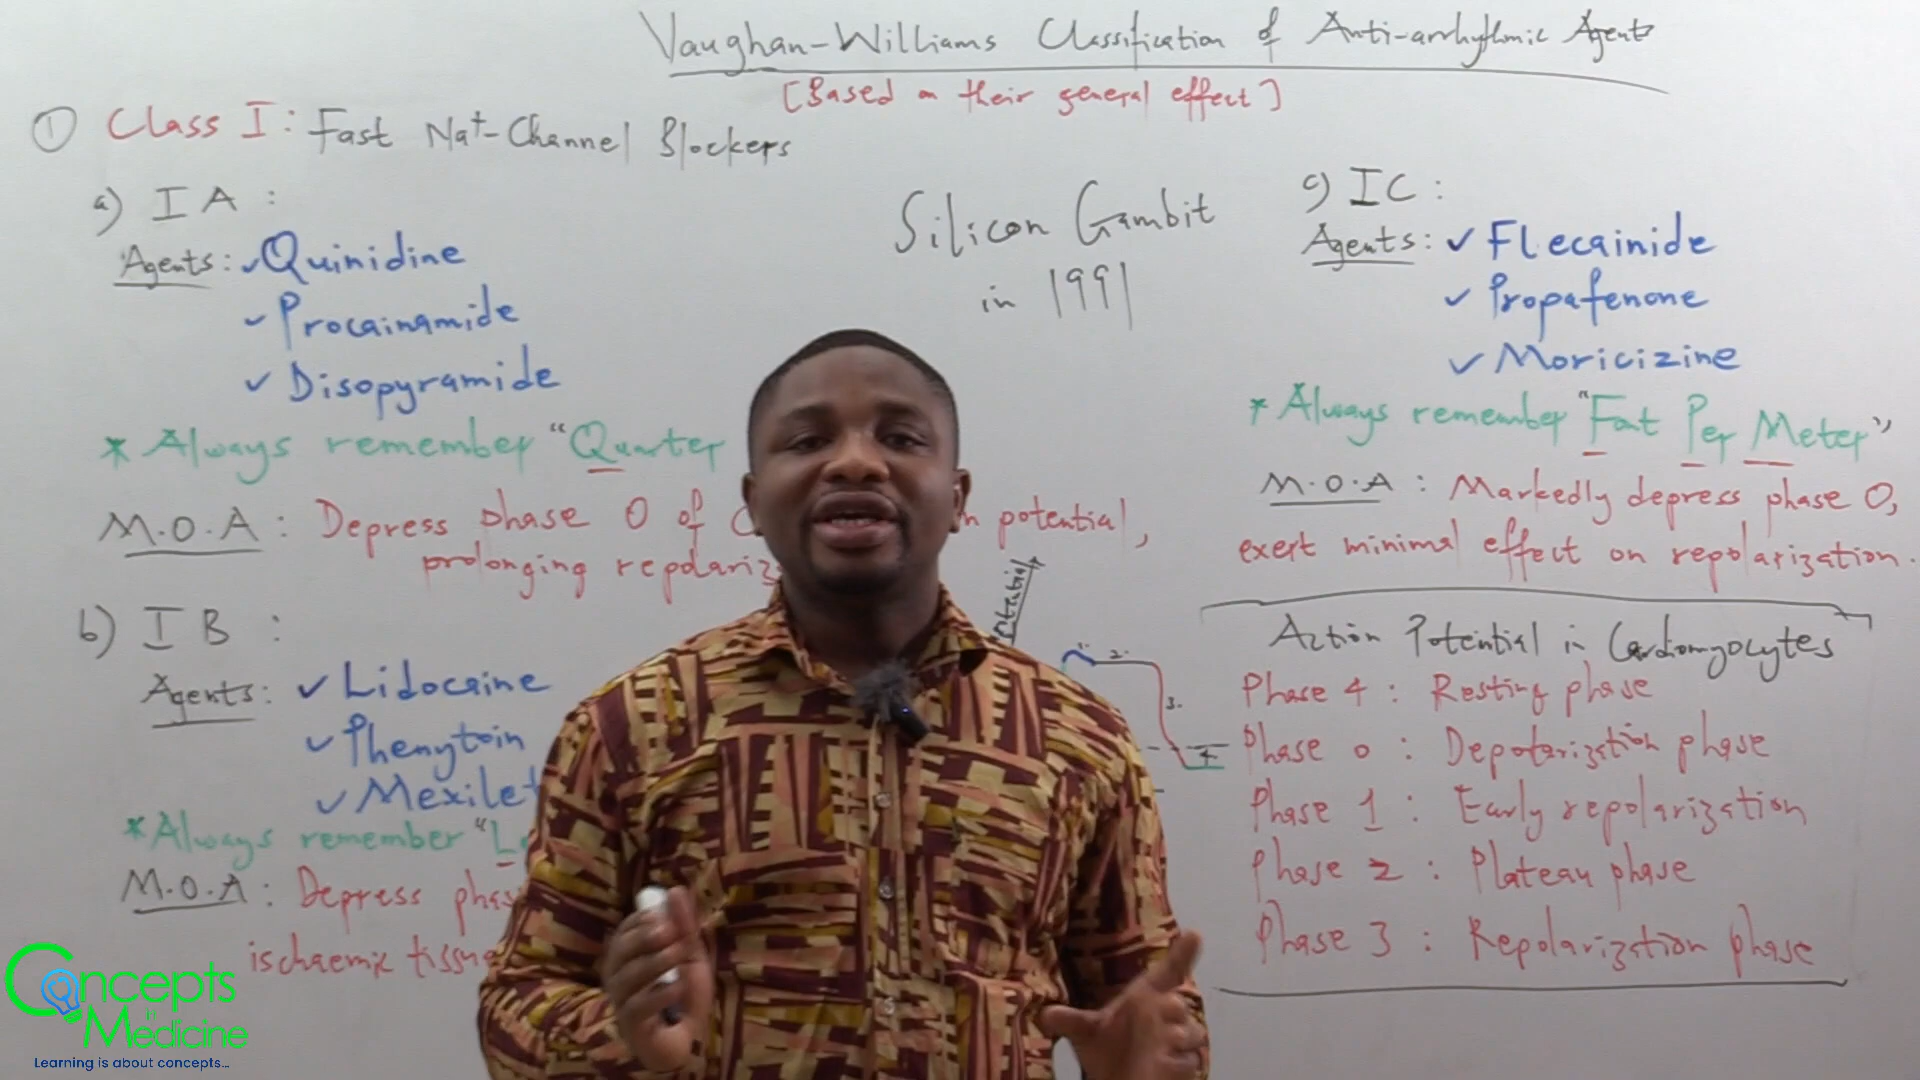 Vaughan-Williams Classification of Anti-arrhythmic Agents
[Based on their general effect]
① Class I: Fast Na+-Channel Blockers
a) IA :
Agents: ✓Quinidine
✓ Procainamide
✓ Disopyramide
* Always remember "Quarter
M.O.A : Depress phase 0 of potential,
prolonging
b) IB :
Agents: ✓ Lidocaine
✓ Phenytoin
✓ Mexilet
* Always remember "
M.O.A : Depress
ischaemic tissue
Silicon Gambit
in 1991
c) IC :
Agents: ✓ Flecainide
✓ Propafenone
✓ Moricizine
* Always remember "Fat Per Meter"
M.O.A : Markedly depress phase 0,
exert minimal effect on repolarization.
1. 2.
3.
4
Action Potential in Cardiomyocytes
Phase 4 : Resting phase
Phase 0 : Depolarization phase
Phase 1 : Early repolarization
Phase 2 : Plateau phase
Phase 3 : Repolarization phase
Concepts
in
Medicine
Learning is about concepts...